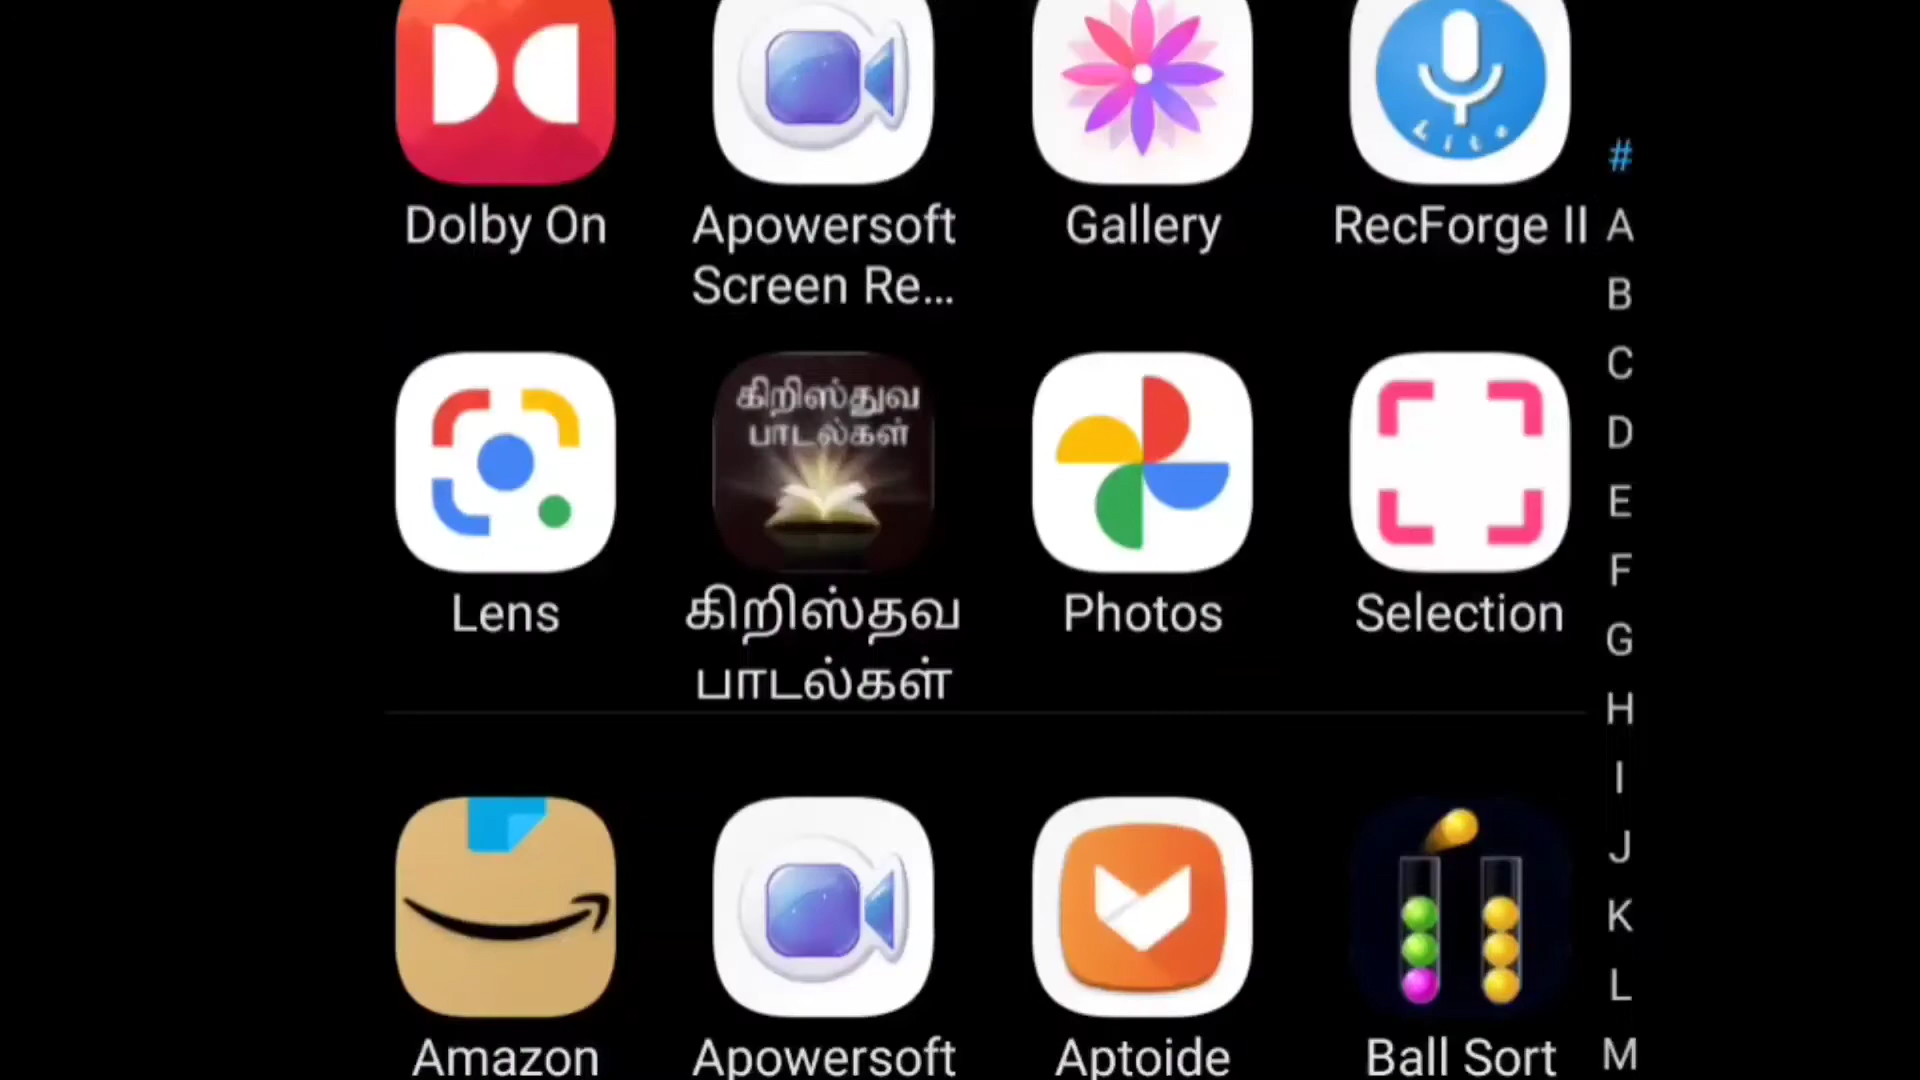 Lite
Dolby On
Apowersoft
Screen Re...
Gallery
RecForge II
#
A
B
C
D
E
F
G
H
I
J
K
L
M
கிறிஸ்துவ
பாடல்கள்
Lens
கிறிஸ்தவ
பாடல்கள்
Photos
Selection
Amazon
Apowersoft
Aptoide
Ball Sort